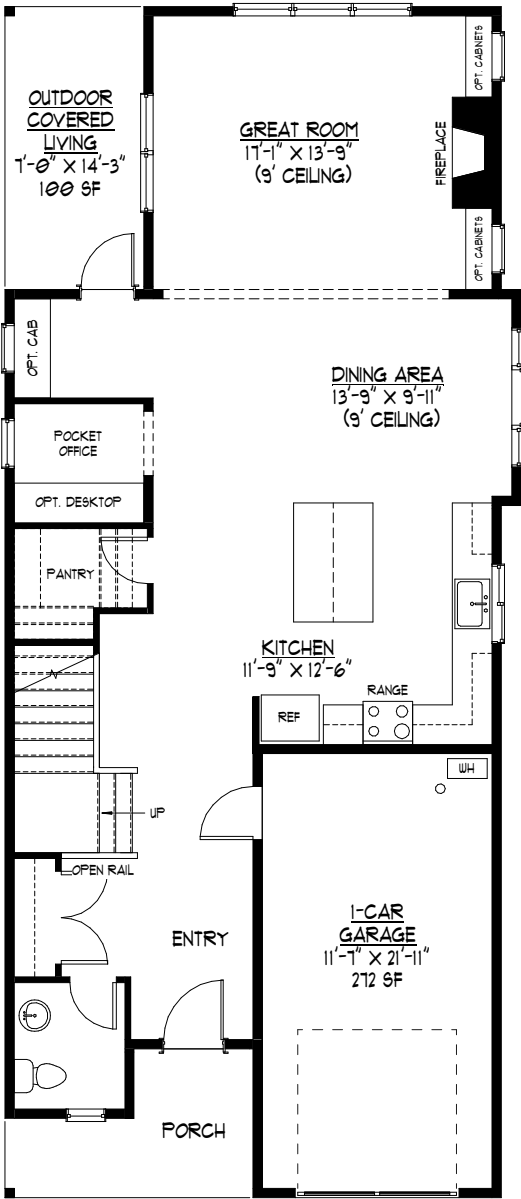 OUTDOOR
COVERED
LIVING
7'-0" X 14'-3"
100 SF
GREAT ROOM
17'-1" X 13'-9"
(9' CEILING)
OPT. CABINETS
FIREPLACE
OPT. CABINETS
OPT. CAB
DINING AREA
13'-9" X 9'-11"
(9' CEILING)
POCKET
OFFICE
OPT. DESKTOP
PANTRY
KITCHEN
11'-9" X 12'-6"
RANGE
REF
WH
UP
OPEN RAIL
ENTRY
1-CAR
GARAGE
11'-7" X 21'-11"
272 SF
PORCH